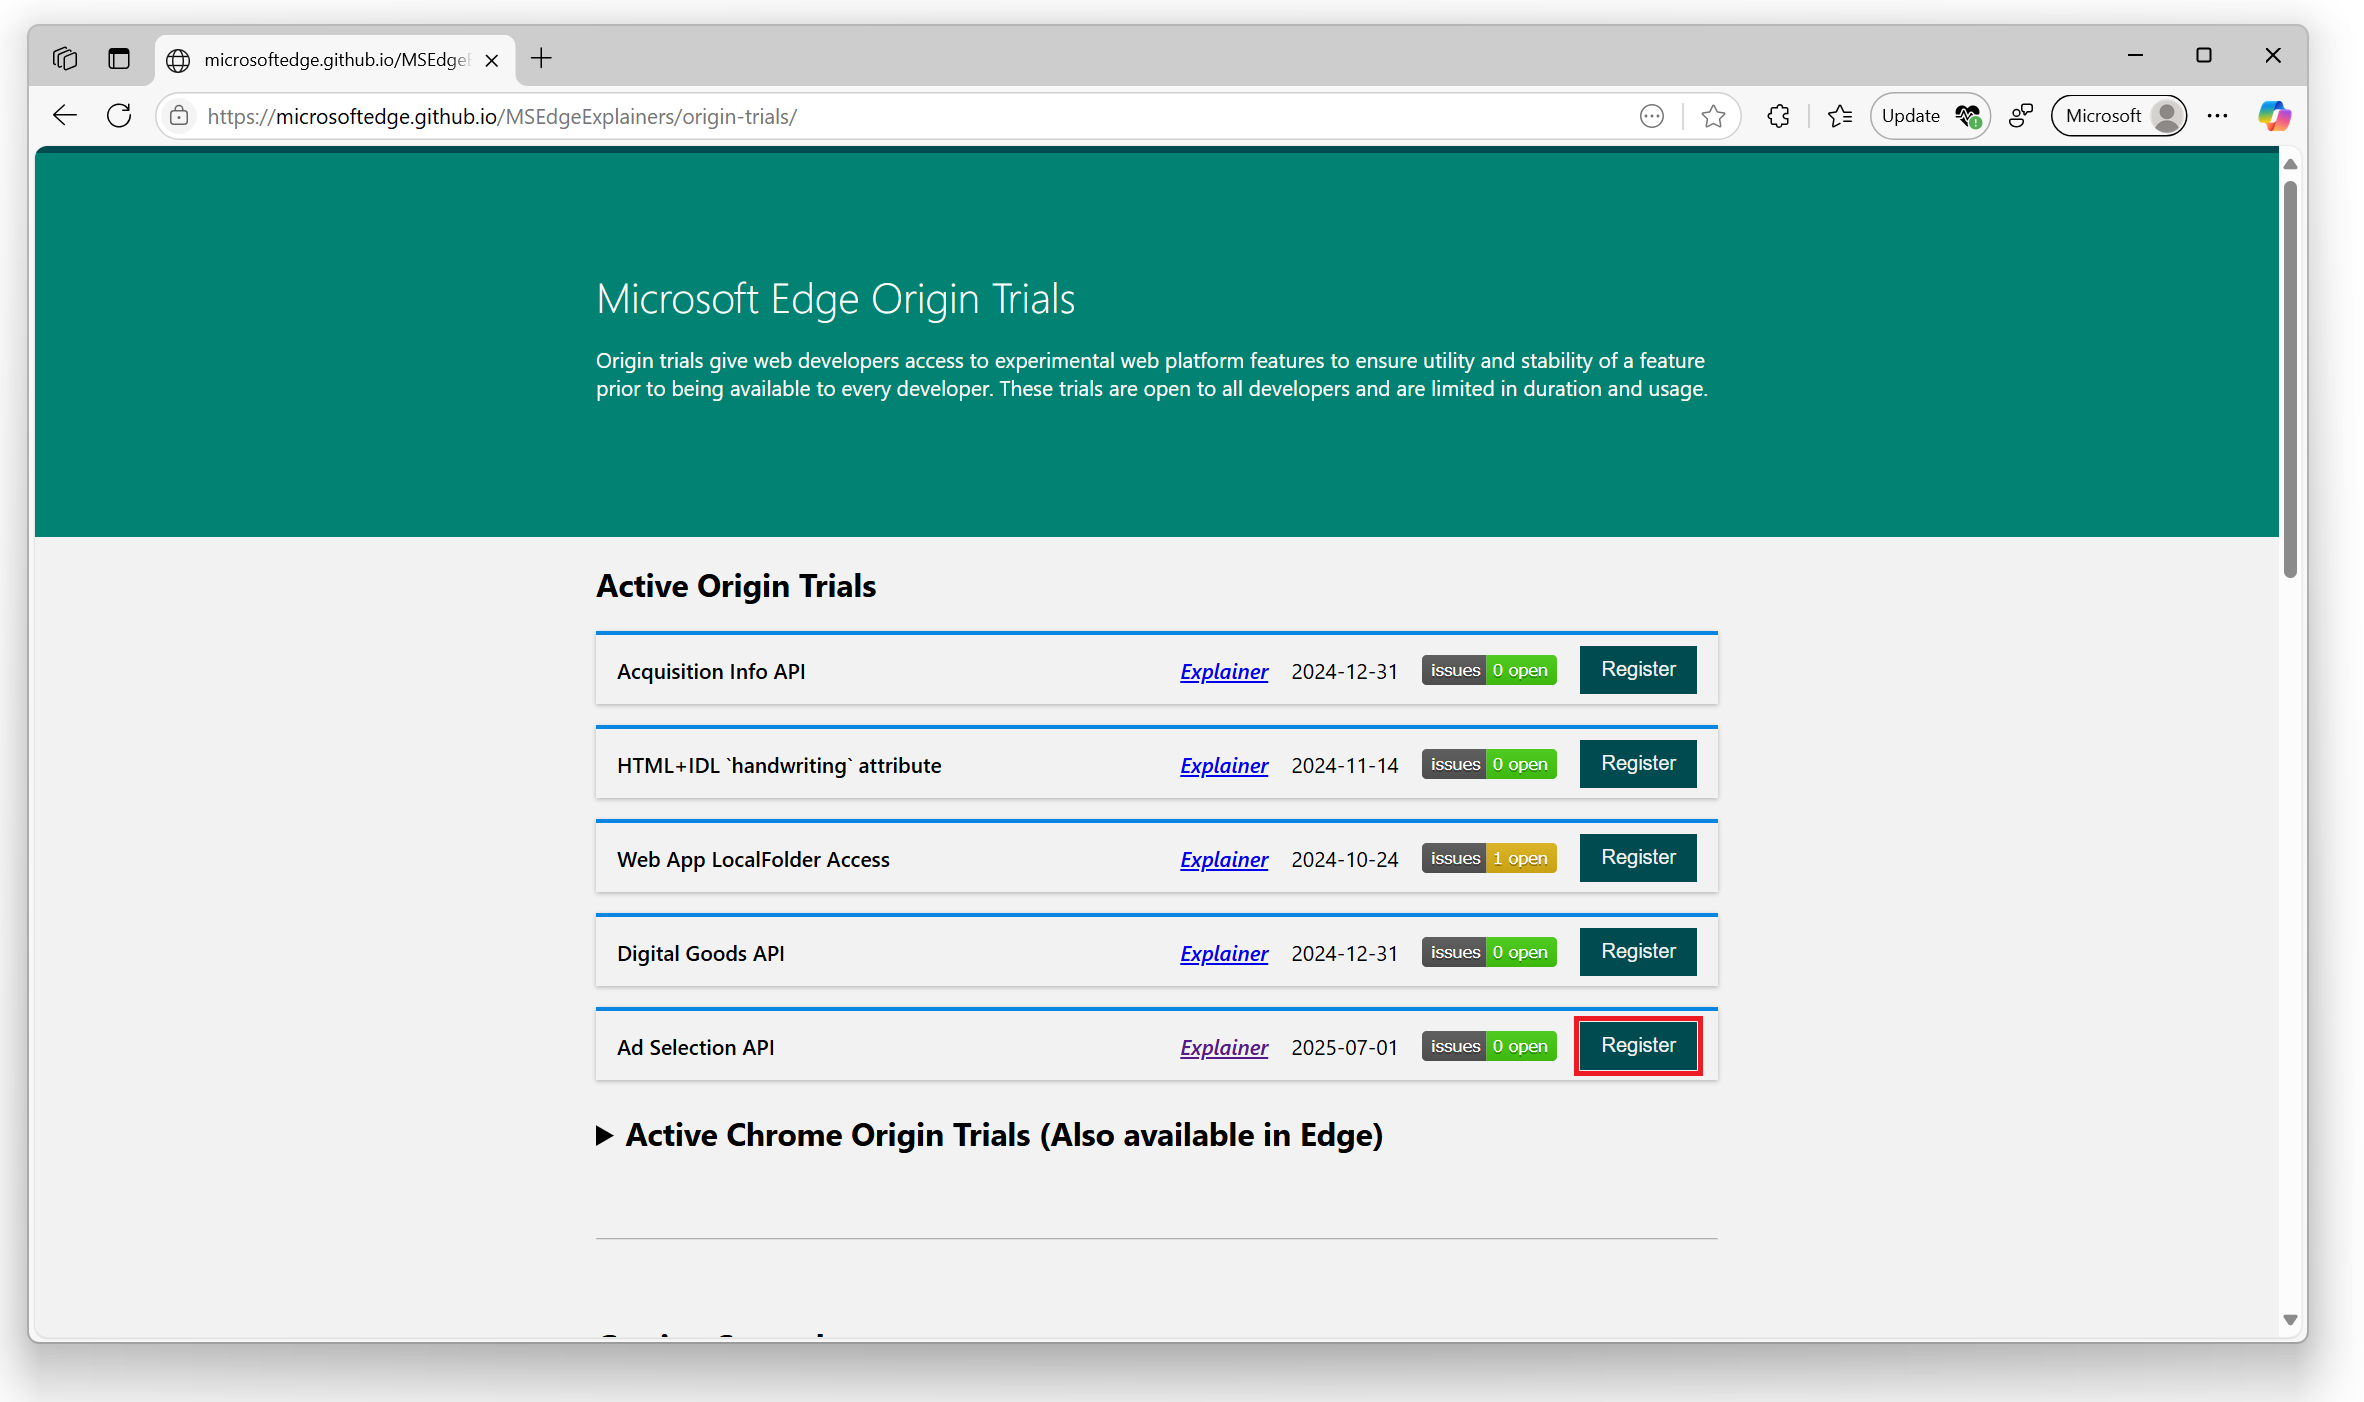 microsoftedge.github.io/MSEdge
https://microsoftedge.github.io/MSEdgeExplainers/origin-trials/
Update
Microsoft
Microsoft Edge Origin Trials
Origin trials give web developers access to experimental web platform features to ensure utility and stability of a feature
prior to being available to every developer. These trials are open to all developers and are limited in duration and usage.
Active Origin Trials
Acquisition Info API Explainer 2024-12-31 issues 0 open Register
HTML+IDL `handwriting` attribute Explainer 2024-11-14 issues 0 open Register
Web App LocalFolder Access Explainer 2024-10-24 issues 1 open Register
Digital Goods API Explainer 2024-12-31 issues 0 open Register
Ad Selection API Explainer 2025-07-01 issues 0 open Register
Active Chrome Origin Trials (Also available in Edge)